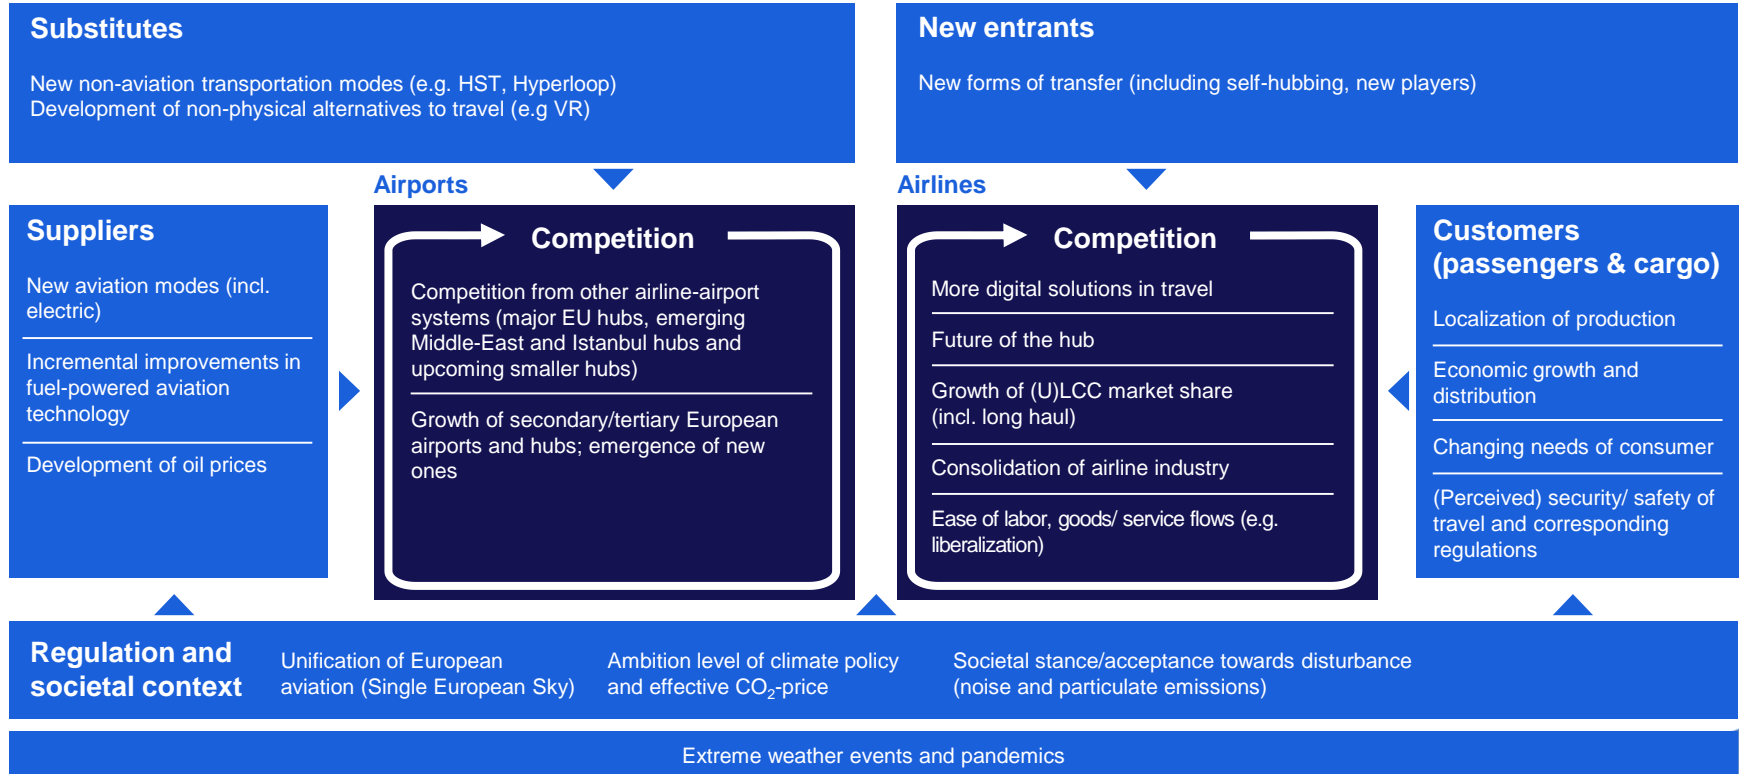 Substitutes
New non-aviation transportation modes (e.g. HST, Hyperloop)
Development of non-physical alternatives to travel (e.g VR)
New entrants
New forms of transfer (including self-hubbing, new players)
Suppliers
New aviation modes (incl.
electric)
Incremental improvements in
fuel-powered aviation
technology
Development of oil prices
Airports
Competition
Competition from other airline-airport
systems (major EU hubs, emerging
Middle-East and Istanbul hubs and
upcoming smaller hubs)
Growth of secondary/tertiary European
airports and hubs; emergence of new
ones
Airlines
Competition
More digital solutions in travel
Future of the hub
Growth of (U)LCC market share
(incl. long haul)
Consolidation of airline industry
Ease of labor, goods/ service flows (e.g.
liberalization)
Customers
(passengers & cargo)
Localization of production
Economic growth and
distribution
Changing needs of consumer
(Perceived) security/ safety of
travel and corresponding
regulations
Regulation and
societal context
Unification of European
aviation (Single European Sky)
Ambition level of climate policy
and effective CO₂-price
Societal stance/acceptance towards disturbance
(noise and particulate emissions)
Extreme weather events and pandemics